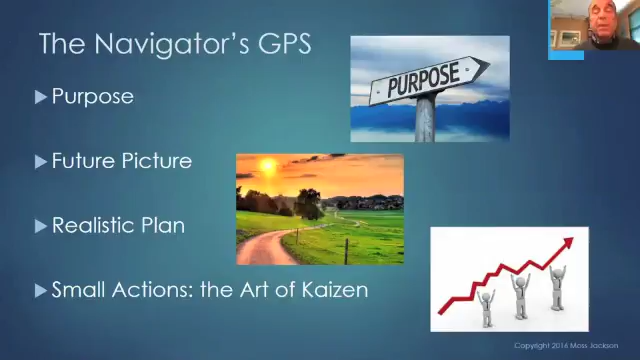 The Navigator's GPS
Purpose
PURPOSE
Future Picture
Realistic Plan
Small Actions: the Art of Kaizen
Copyright 2016 Moss Jackson